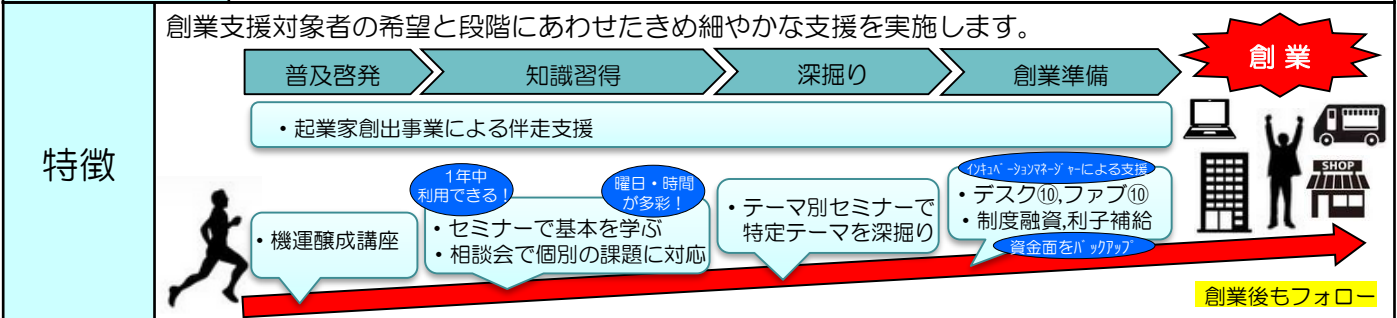 特徴
創業支援対象者の希望と段階にあわせたきめ細やかな支援を実施します。
普及啓発
知識習得
深掘り
創業準備
創業
・起業家創出事業による伴走支援
・機運醸成講座
1年中
利用できる!
曜日・時間
が多彩!
・セミナーで基本を学ぶ
・相談会で個別の課題に対応
・テーマ別セミナーで
特定テーマを深掘り
インキュベーションマネージャーによる支援
・デスク⑩,ファブ⑩
・制度融資,利子補給
資金面をバックアップ
SHOP
創業後もフォロー